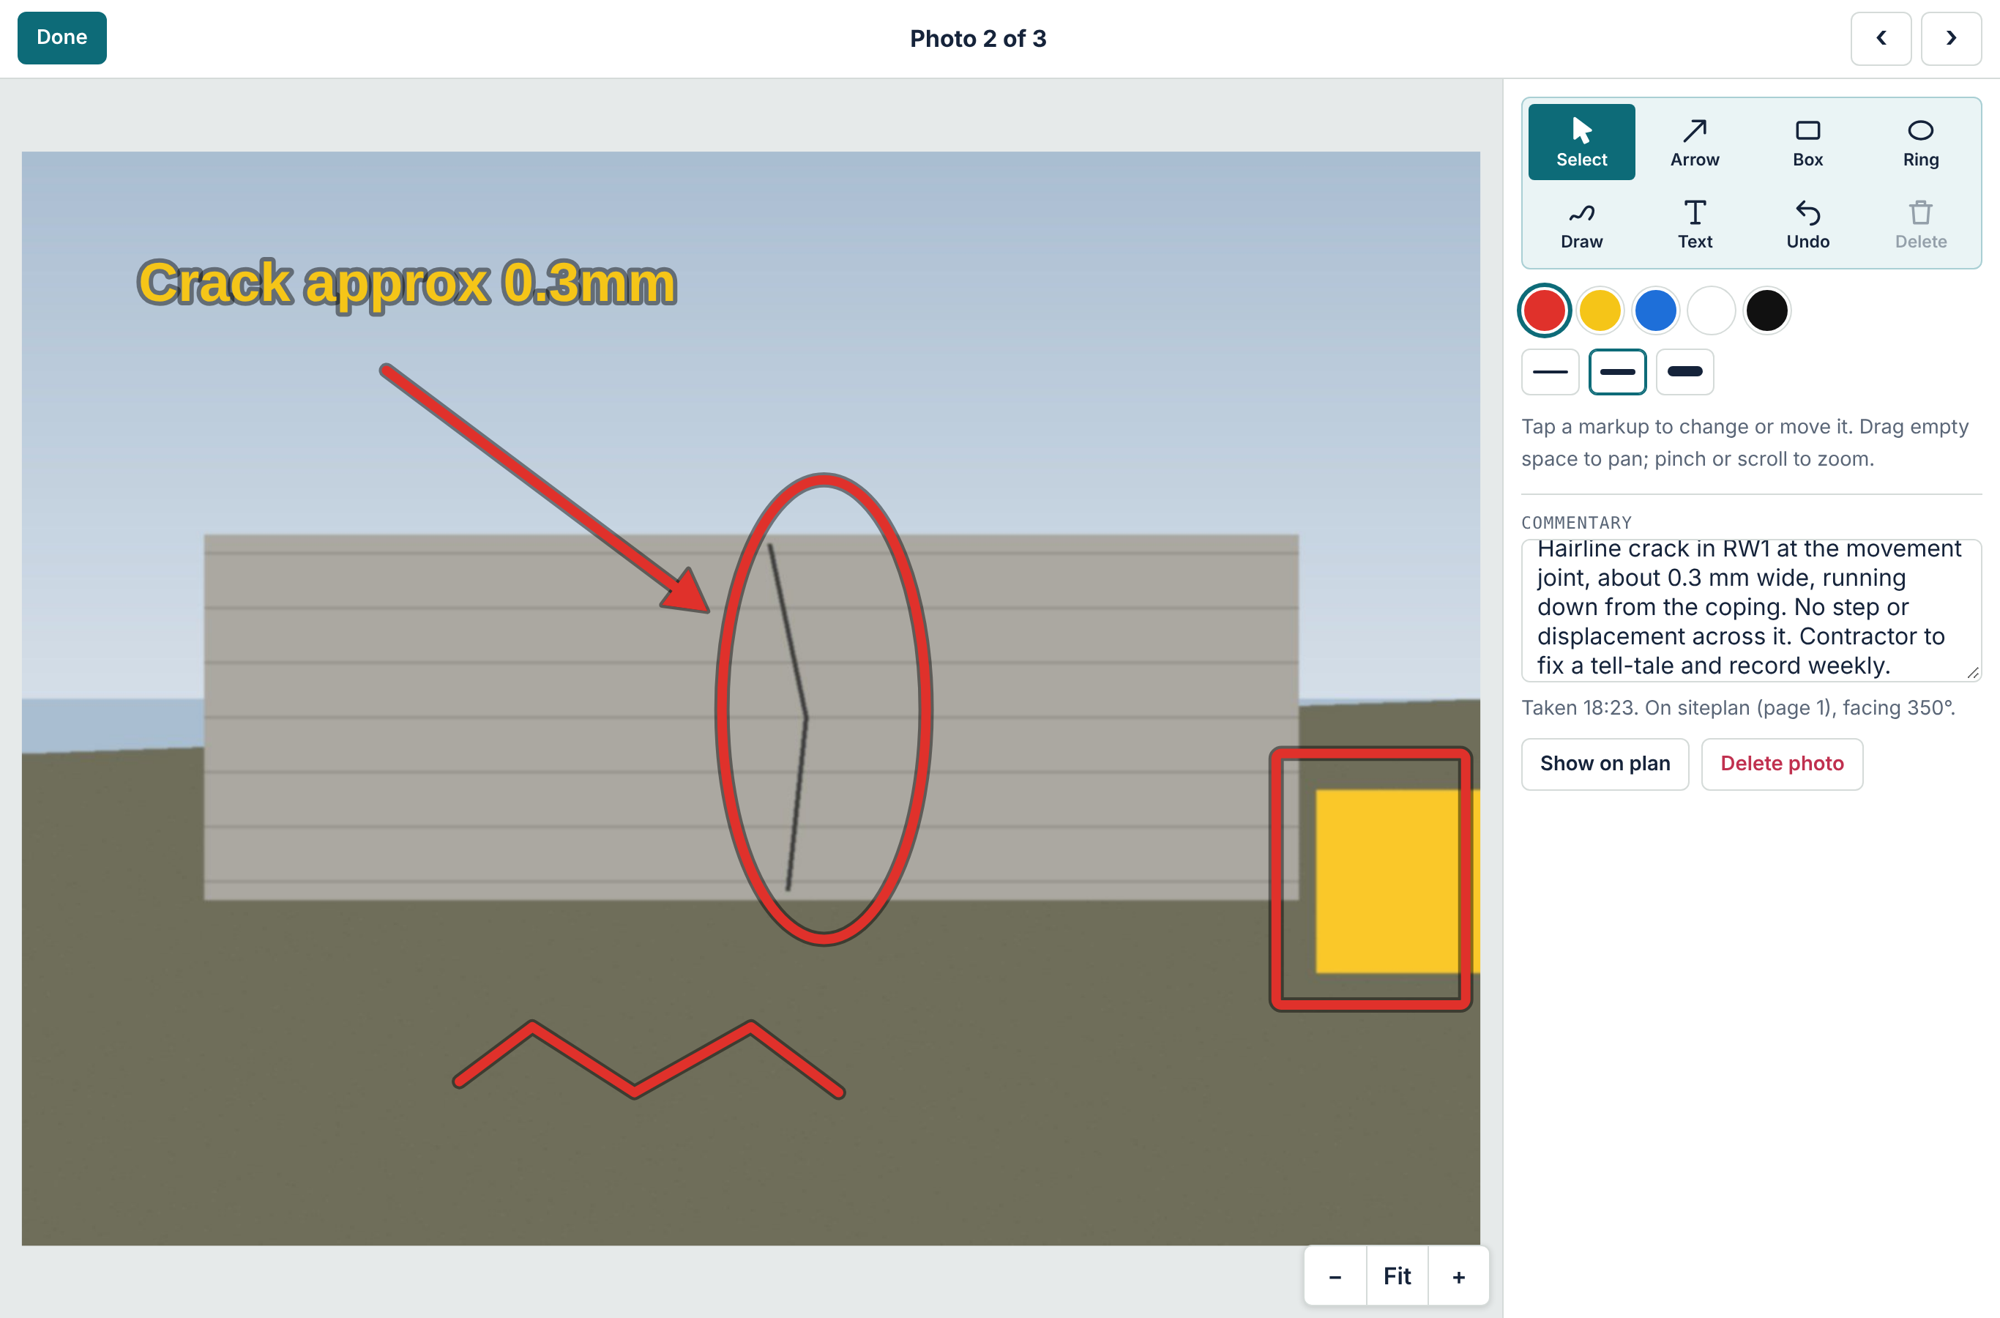 Done
Photo 2 of 3
Select
Arrow
Box
Ring
Draw
Text
Undo
Delete
Crack approx 0.3mm
Tap a markup to change or move it. Drag empty
space to pan; pinch or scroll to zoom.
COMMENTARY
Hairline crack in RW1 at the movement
joint, about 0.3 mm wide, running
down from the coping. No step or
displacement across it. Contractor to
fix a tell-tale and record weekly.
Taken 18:23. On siteplan (page 1), facing 350°.
Show on plan
Delete photo
− Fit +